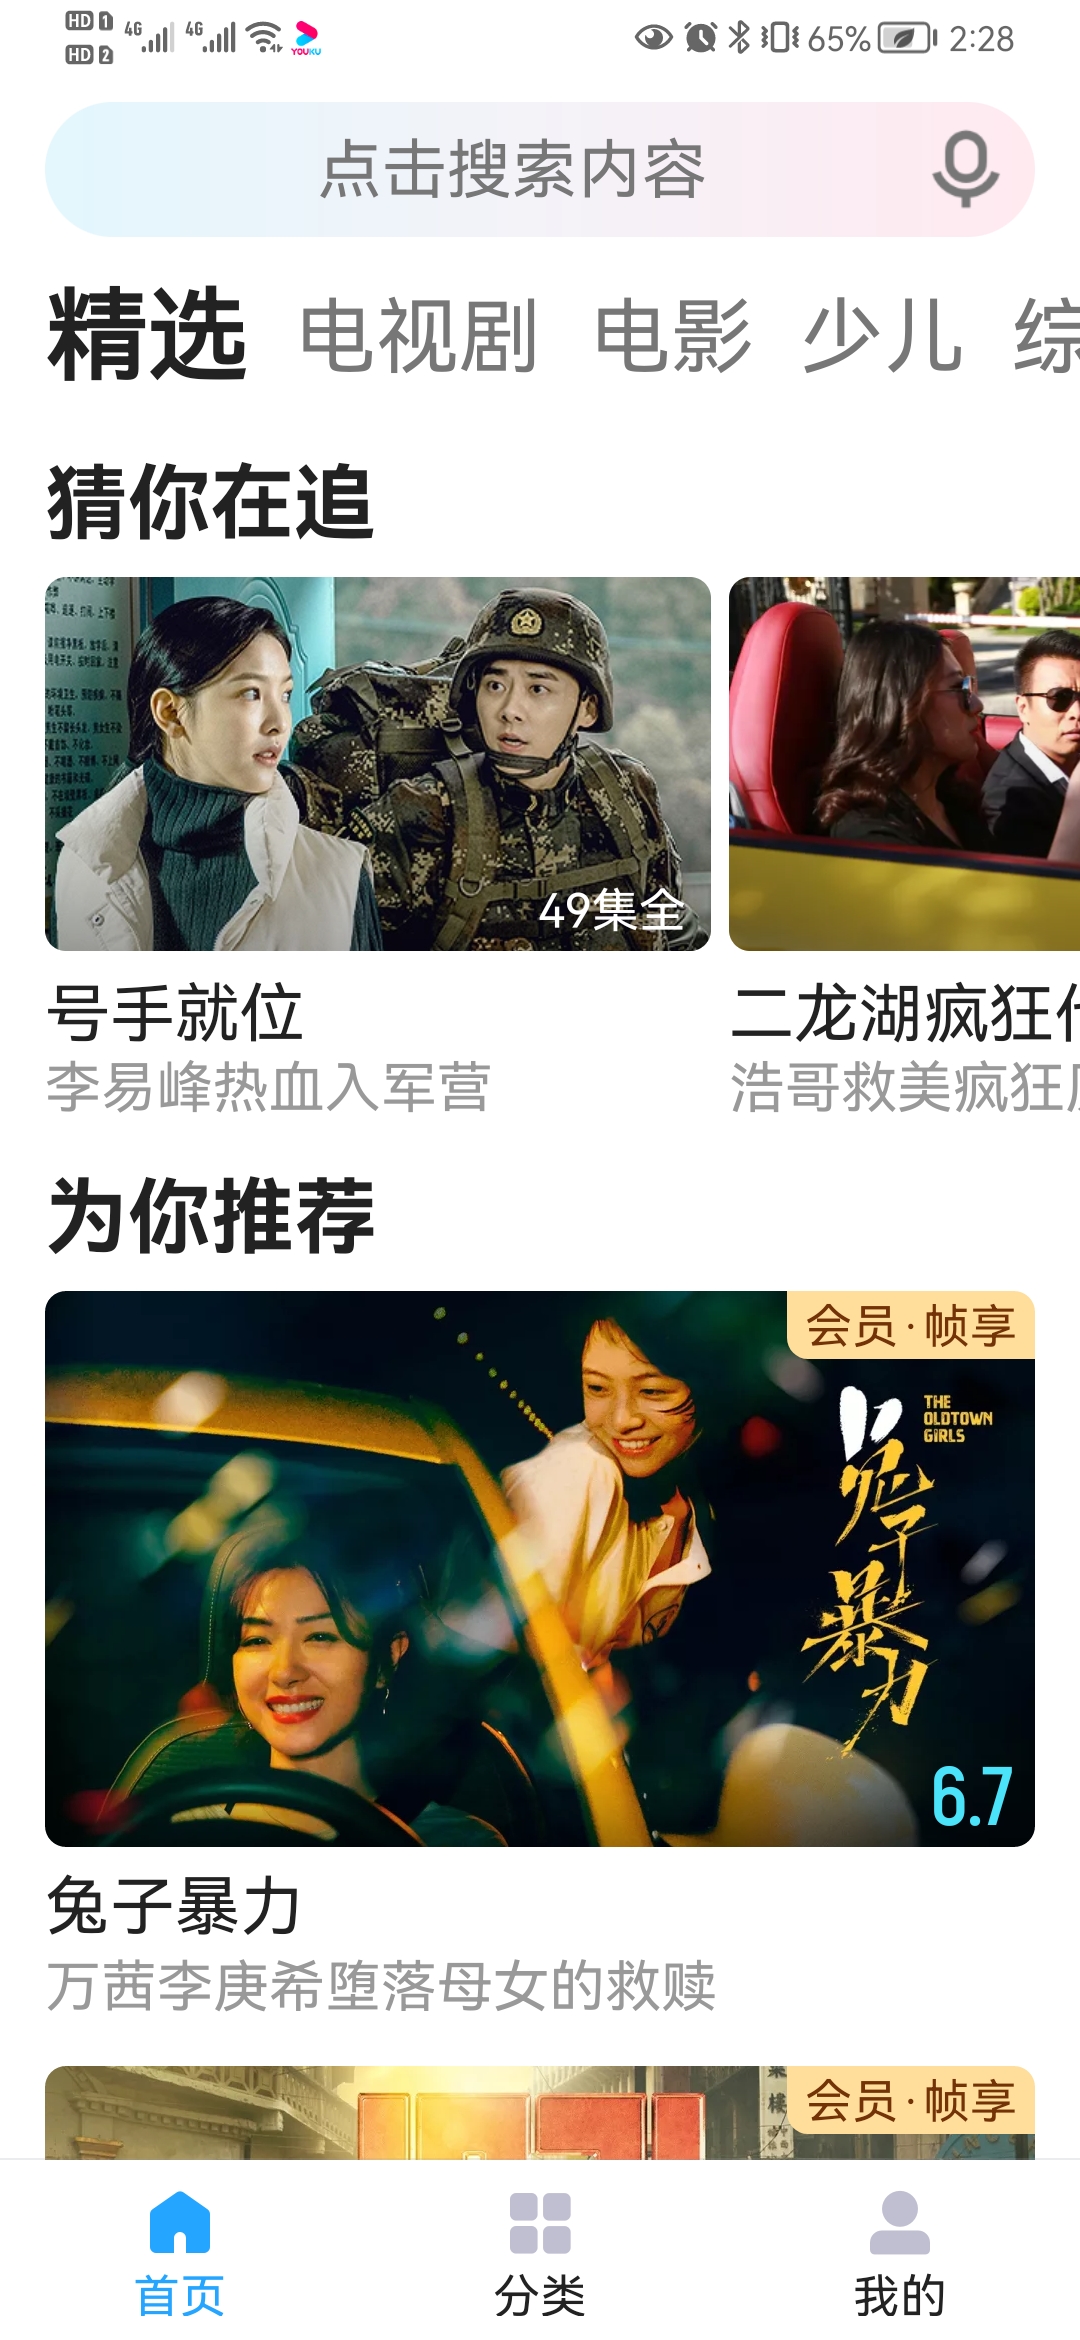 HD 1 4G 4G YOUKU 65% 2:28
HD 2
点击搜索内容
精选 电视剧 电影 少儿 综
猜你在追
49集全
号手就位 二龙湖疯狂
李易峰热血入军营 浩哥救美疯狂
为你推荐
会员·帧享
THE
OLDTOWN
GIRLS
兔子暴力
6.7
兔子暴力
万茜李庚希堕落母女的救赎
会员·帧享
首页 分类 我的